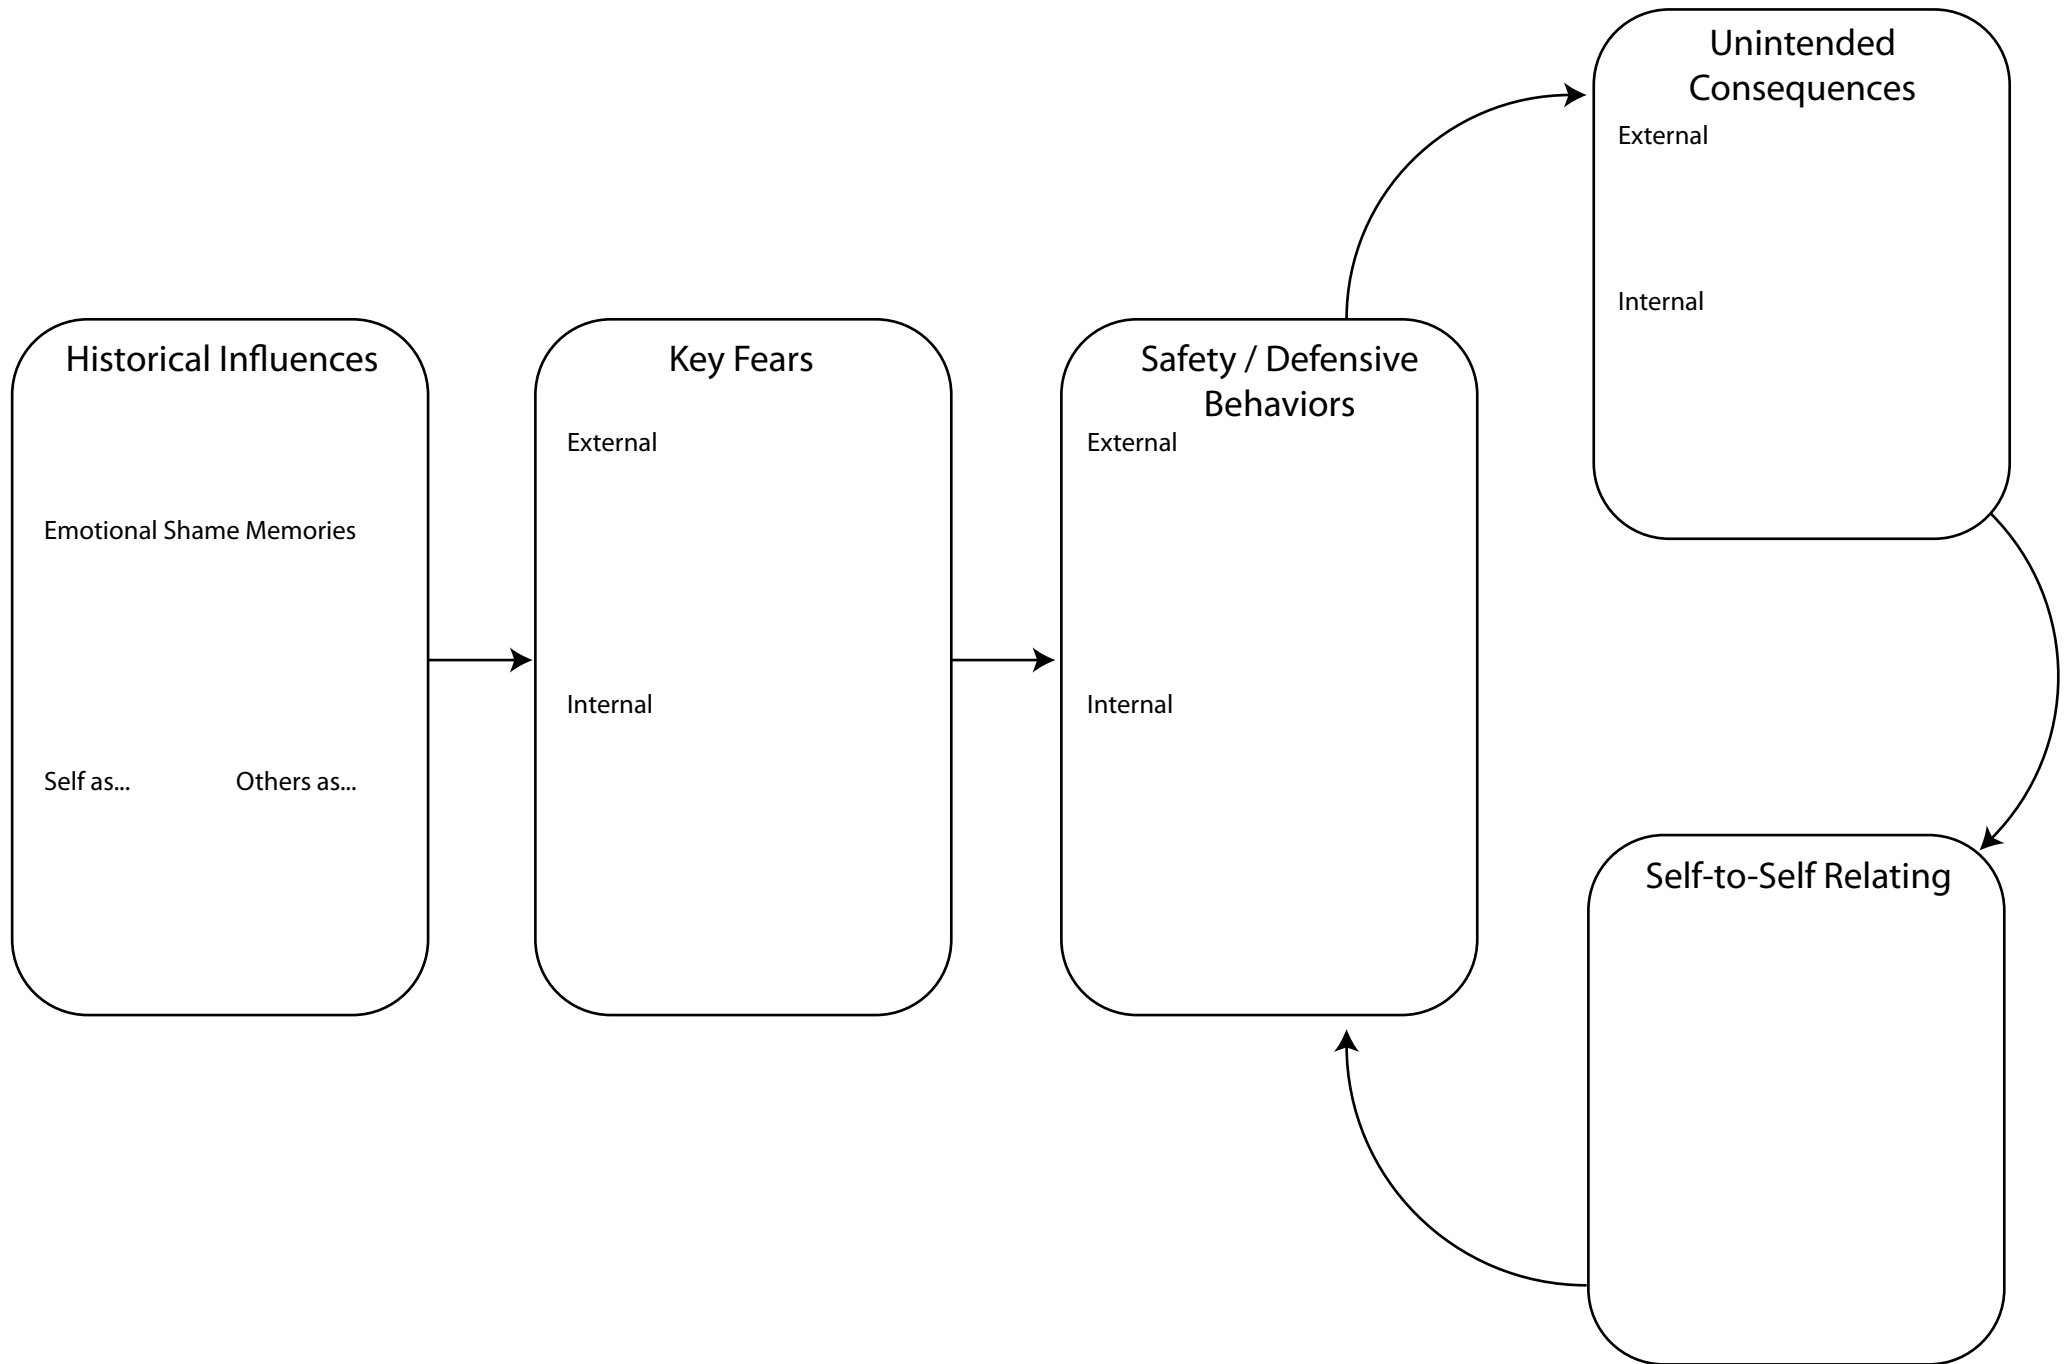 Historical Influences
Emotional Shame Memories
Self as...
Others as...
Key Fears
External
Internal
Safety / Defensive
Behaviors
External
Internal
Unintended
Consequences
External
Internal
Self-to-Self Relating